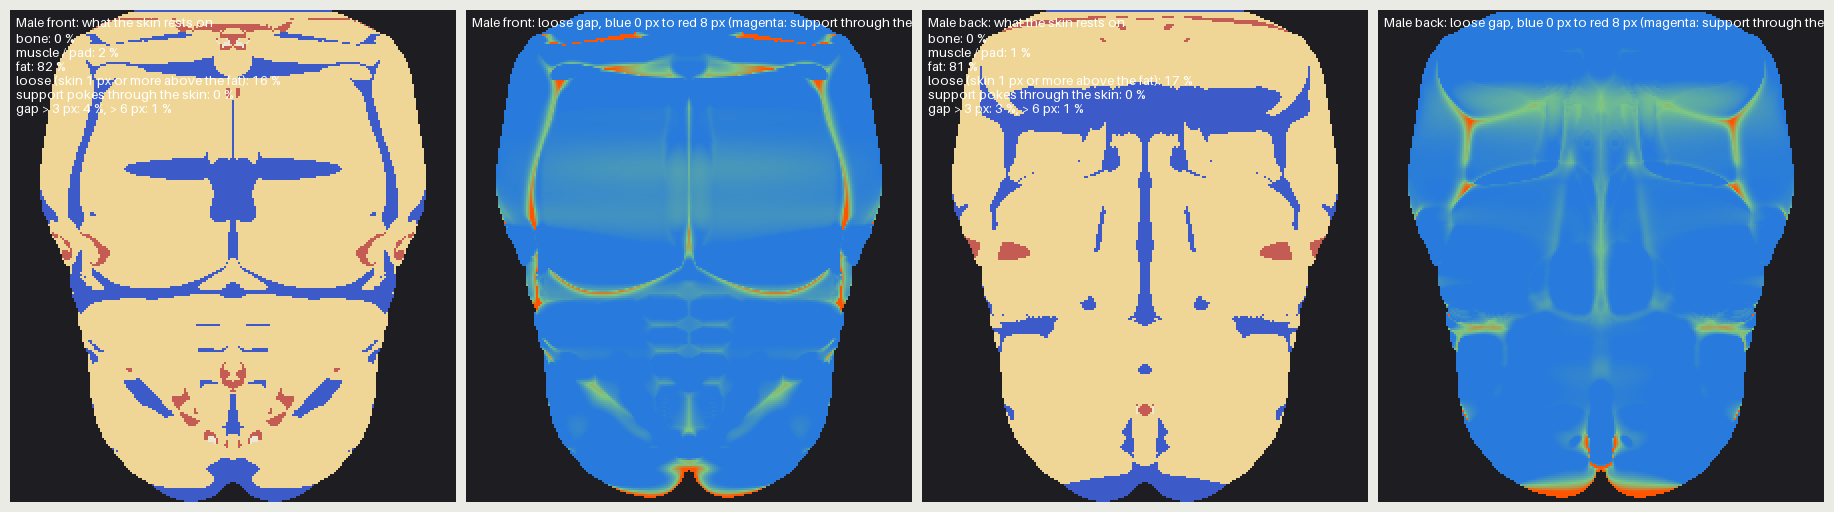 Male front: what the skin rests on
bone: 0 %
muscle / pad: 2 %
fat: 82 %
loose (skin 1 px or more above the fat): 16 %
support pokes through the skin: 0 %
gap > 3 px: 4 %, > 6 px: 1 %
Male front: loose gap, blue 0 px to red 8 px (magenta: support through the
Male back: what the skin rests on
bone: 0 %
muscle / pad: 1 %
fat: 81 %
loose (skin 1 px or more above the fat): 17 %
support pokes through the skin: 0 %
gap > 3 px: 3 %, > 6 px: 1 %
Male back: loose gap, blue 0 px to red 8 px (magenta: support through the